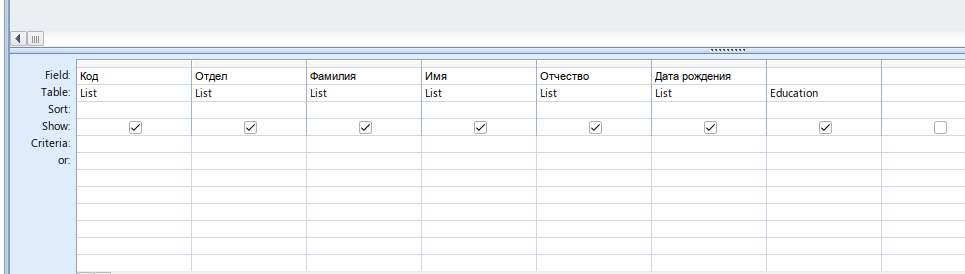 Field: Код Отдел Фамилия Имя Отчество Дата рождения
Table: List List List List List List Education
Sort:
Show:
Criteria:
or: